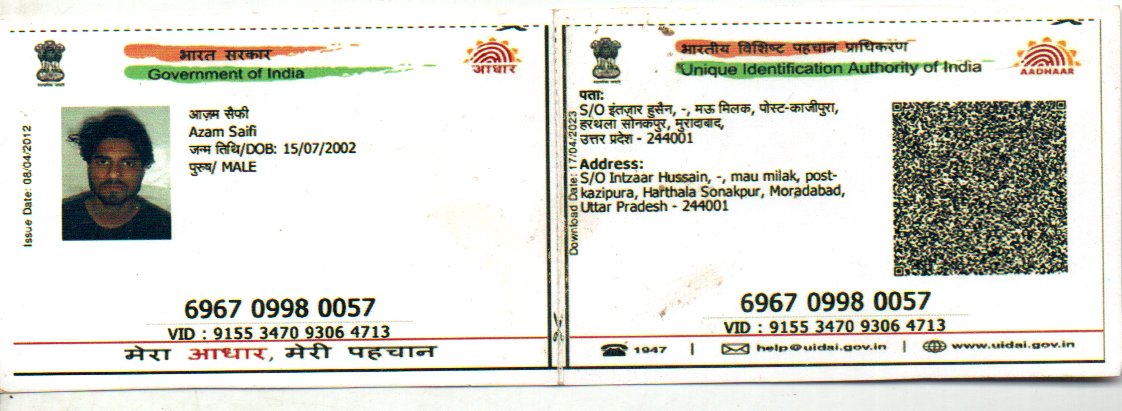 भारत सरकार
Government of India
आधार
Issue Date: 08/04/2012
आज़म सैफी
Azam Saifi
जन्म तिथि/DOB: 15/07/2002
पुरुष/ MALE
6967 0998 0057
VID : 9155 3470 9306 4713
मेरा आधार, मेरी पहचान
भारतीय विशिष्ट पहचान प्राधिकरण
Unique Identification Authority of India
AADHAAR
Download Date: 17/04/2023
पता:
S/O इंतज़ार हुसैन, -, मऊ मिलक, पोस्ट-काजीपुरा,
हरथला सोनकपुर, मुरादाबाद,
उत्तर प्रदेश - 244001
Address:
S/O Intzaar Hussain, -, mau milak, post-
kazipura, Harthala Sonakpur, Moradabad,
Uttar Pradesh - 244001
6967 0998 0057
VID : 9155 3470 9306 4713
1947 | help@uidai.gov.in | www.uidai.gov.in